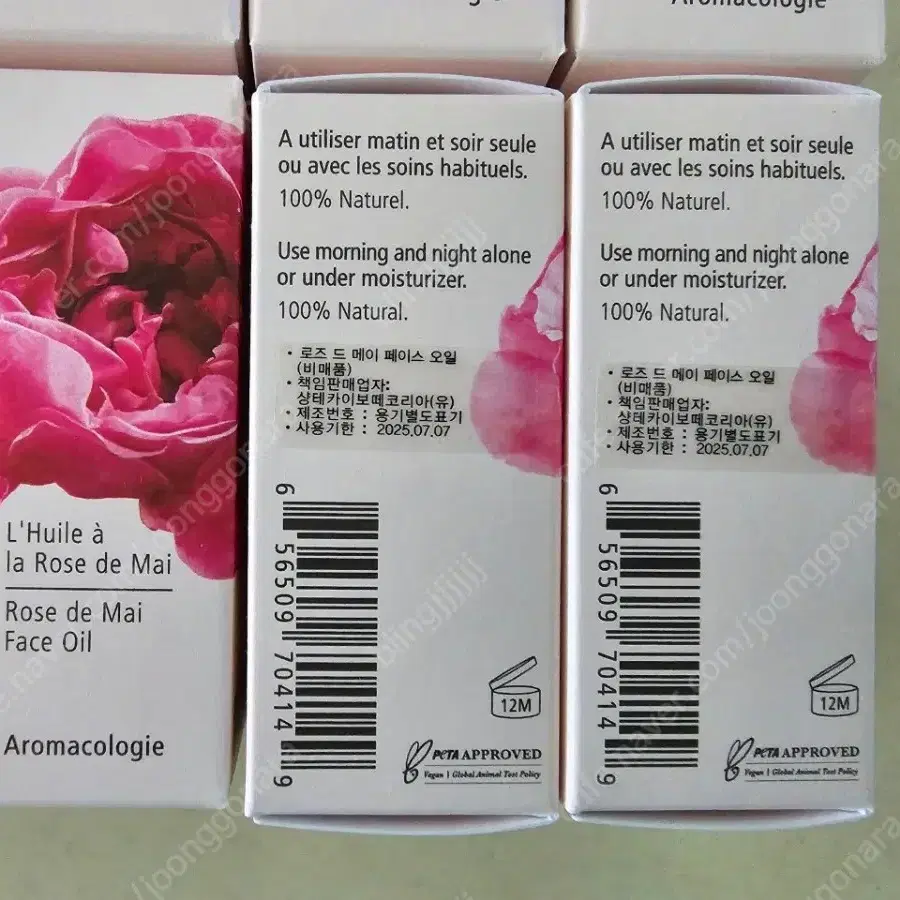 Aromacologie
L'Huile à
la Rose de Mai
Rose de Mai
Face Oil
Aromacologie
A utiliser matin et soir seule
ou avec les soins habituels.
100% Naturel.
Use morning and night alone
or under moisturizer.
100% Natural.
• 로즈 드 메이 페이스 오일
(비매품)
• 책임판매업자:
샹테카이보떼코리아(유)
• 제조번호 : 용기별도표기
• 사용기한 : 2025.07.07
6 56509 70414 9
12M
PETA APPROVED
Vegan | Global Animal Test Policy
A utiliser matin et soir seule
ou avec les soins habituels.
100% Naturel.
Use morning and night alone
or under moisturizer.
100% Natural.
• 로즈 드 메이 페이스 오일
(비매품)
• 책임판매업자:
샹테카이보떼코리아(유)
• 제조번호 : 용기별도표기
• 사용기한 : 2025.07.07
6 56509 70414 9
12M
PETA APPROVED
Vegan | Global Animal Test Policy